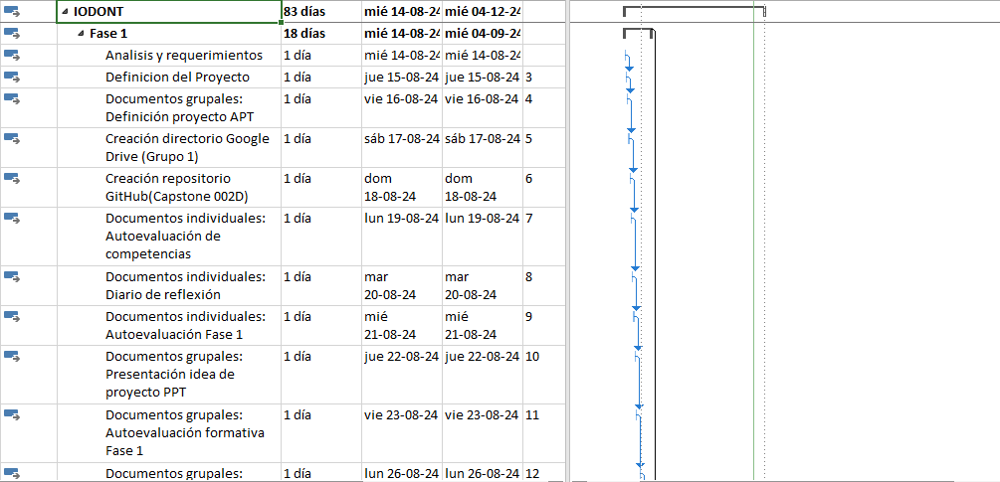 IODONT 83 días mié 14-08-24 mié 04-12-24
Fase 1 18 días mié 14-08-24 mié 04-09-24
Analisis y requerimientos 1 día mié 14-08-24 mié 14-08-24
Definicion del Proyecto 1 día jue 15-08-24 jue 15-08-24 3
Documentos grupales: 1 día vie 16-08-24 vie 16-08-24 4
Definición proyecto APT
Creación directorio Google 1 día sáb 17-08-24 sáb 17-08-24 5
Drive (Grupo 1)
Creación repositorio 1 día dom dom 6
GitHub(Capstone 002D) 18-08-24 18-08-24
Documentos individuales: 1 día lun 19-08-24 lun 19-08-24 7
Autoevaluación de
competencias
Documentos individuales: 1 día mar mar 8
Diario de reflexión 20-08-24 20-08-24
Documentos individuales: 1 día mié mié 9
Autoevaluación Fase 1 21-08-24 21-08-24
Documentos grupales: 1 día jue 22-08-24 jue 22-08-24 10
Presentación idea de
proyecto PPT
Documentos grupales: 1 día vie 23-08-24 vie 23-08-24 11
Autoevaluación formativa
Fase 1
Documentos grupales: 1 día lun 26-08-24 lun 26-08-24 12